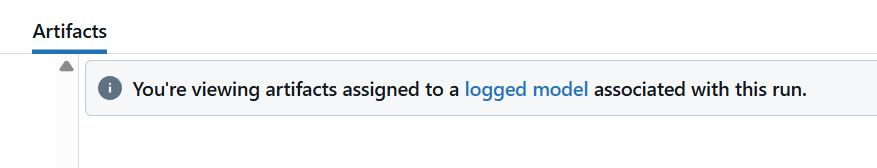 Artifacts
You're viewing artifacts assigned to a logged model associated with this run.